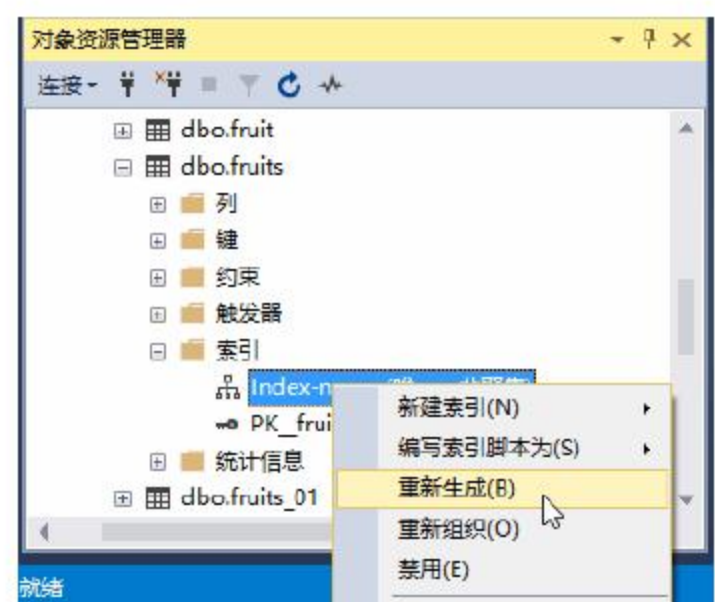 对象资源管理器
连接
dbo.fruit
dbo.fruits
列
键
约束
触发器
索引
Index-n
PK_frui
统计信息
dbo.fruits_01
新建索引(N)
编写索引脚本为(S)
重新生成(B)
重新组织(O)
禁用(E)
就绪